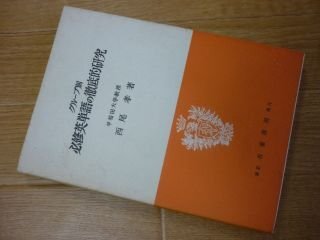 グループ別
必修英単語の徹底的研究
早稲田大学教授
西尾 孝 著